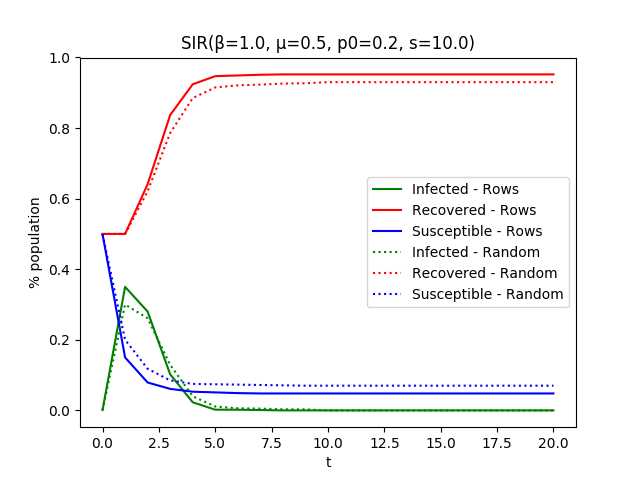 SIR(β=1.0, μ=0.5, p0=0.2, s=10.0)
1.0
0.8
0.6
0.4
0.2
0.0
% population
Infected - Rows
Recovered - Rows
Susceptible - Rows
Infected - Random
Recovered - Random
Susceptible - Random
0.0 2.5 5.0 7.5 10.0 12.5 15.0 17.5 20.0
t